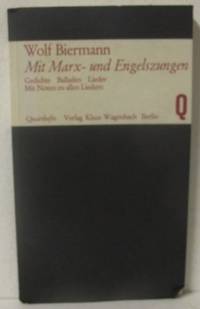 Wolf Biermann
Mit Marx- und Engelszungen
Gedichte Balladen Lieder
Mit Noten zu allen Liedern
Q
Quarthefte Verlag Klaus Wagenbach Berlin